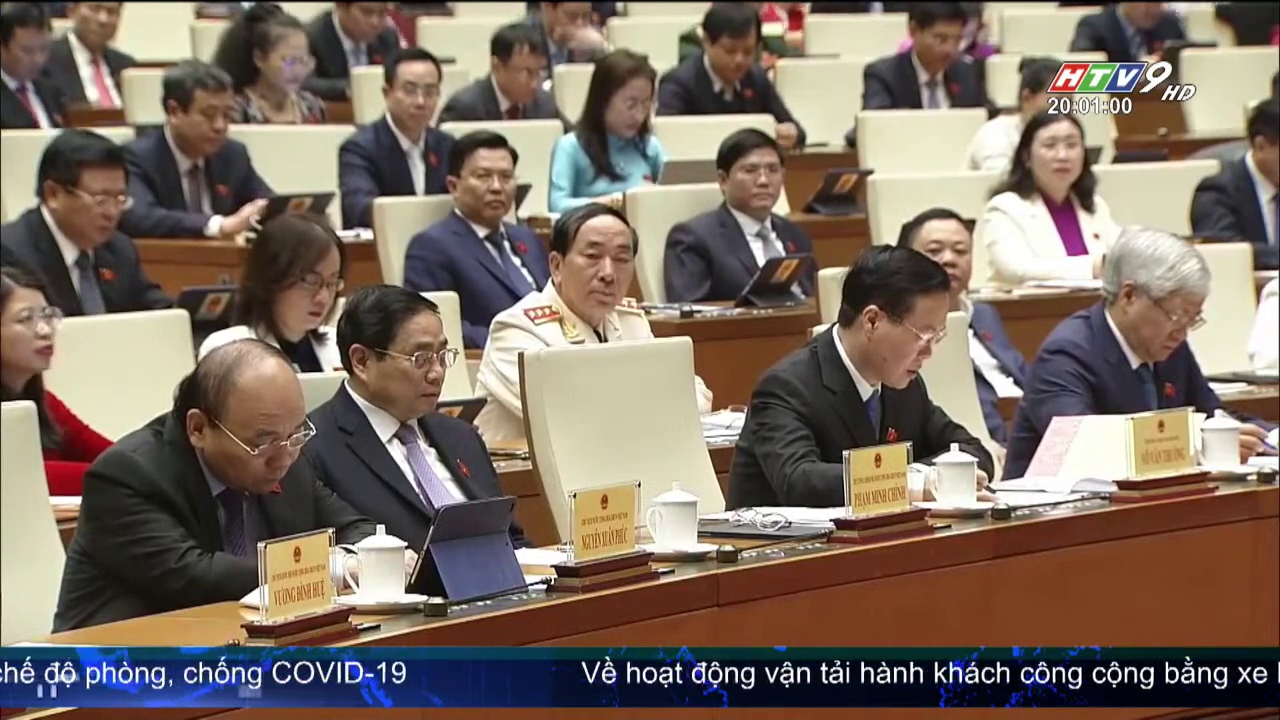 HTV9 HD
20:01:00
VƯƠNG ĐÌNH HUỆ
NGUYỄN XUÂN PHÚC
PHẠM MINH CHÍNH
VÕ VĂN THƯỞNG
chế độ phòng, chống COVID-19
Về hoạt động vận tải hành khách công cộng bằng xe